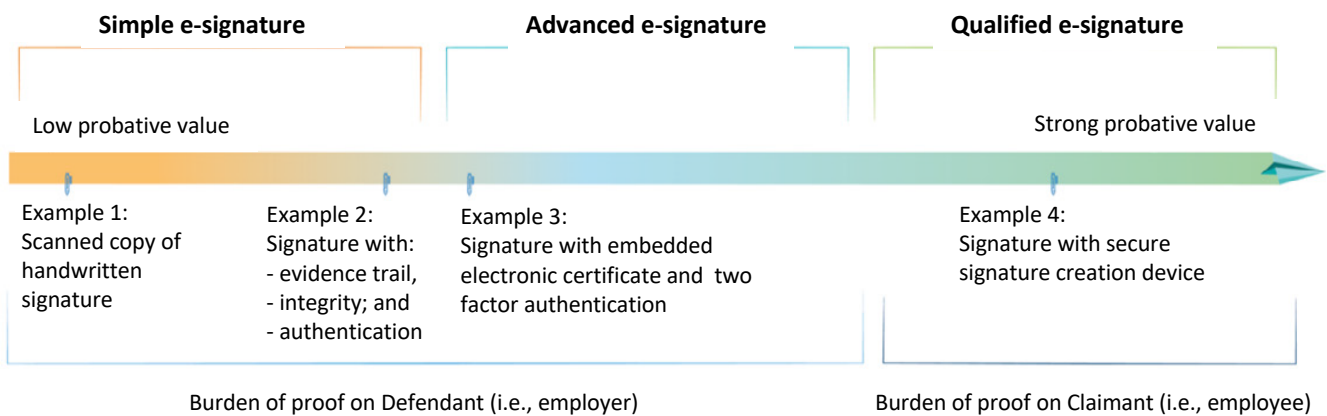 Simple e-signature
Advanced e-signature
Qualified e-signature
Low probative value
Strong probative value
Example 1:
Scanned copy of
handwritten
signature
Example 2:
Signature with:
- evidence trail,
- integrity; and
- authentication
Example 3:
Signature with embedded
electronic certificate and two
factor authentication
Example 4:
Signature with secure
signature creation device
Burden of proof on Defendant (i.e., employer)
Burden of proof on Claimant (i.e., employee)